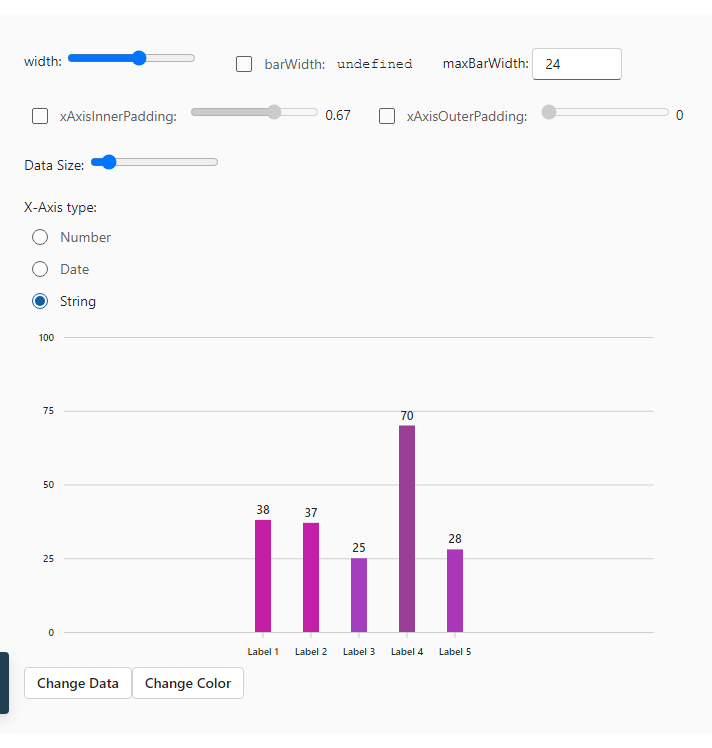 width: barWidth: undefined maxBarWidth: 24
xAxisInnerPadding: 0.67 xAxisOuterPadding: 0
Data Size:
X-Axis type:
Number
Date
String
100
75
70
50
38
37
28
25
25
0
Label 1 Label 2 Label 3 Label 4 Label 5
Change Data Change Color